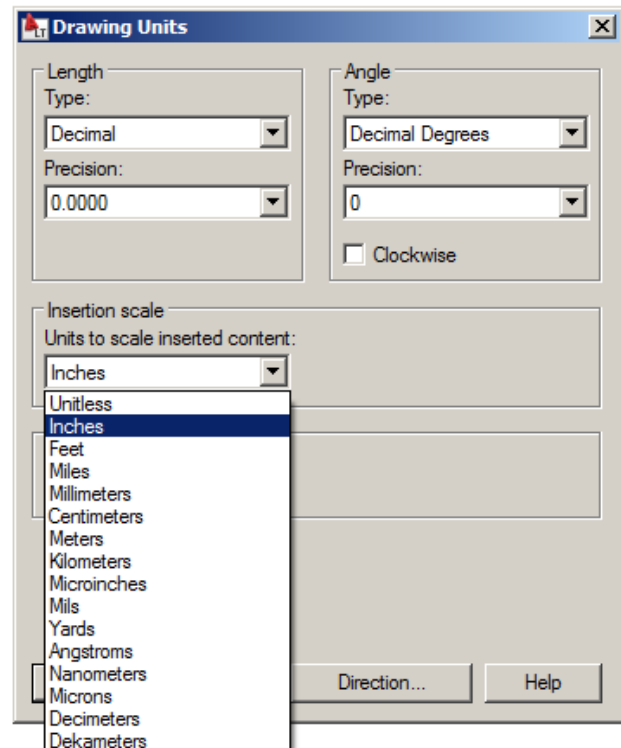 LT Drawing Units
Length
Type:
Decimal
Precision:
0.0000
Angle
Type:
Decimal Degrees
Precision:
0
Clockwise
Insertion scale
Units to scale inserted content:
Inches
Unitless
Inches
Feet
Miles
Millimeters
Centimeters
Meters
Kilometers
Microinches
Mils
Yards
Angstroms
Nanometers
Microns
Decimeters
Dekameters
Direction...
Help